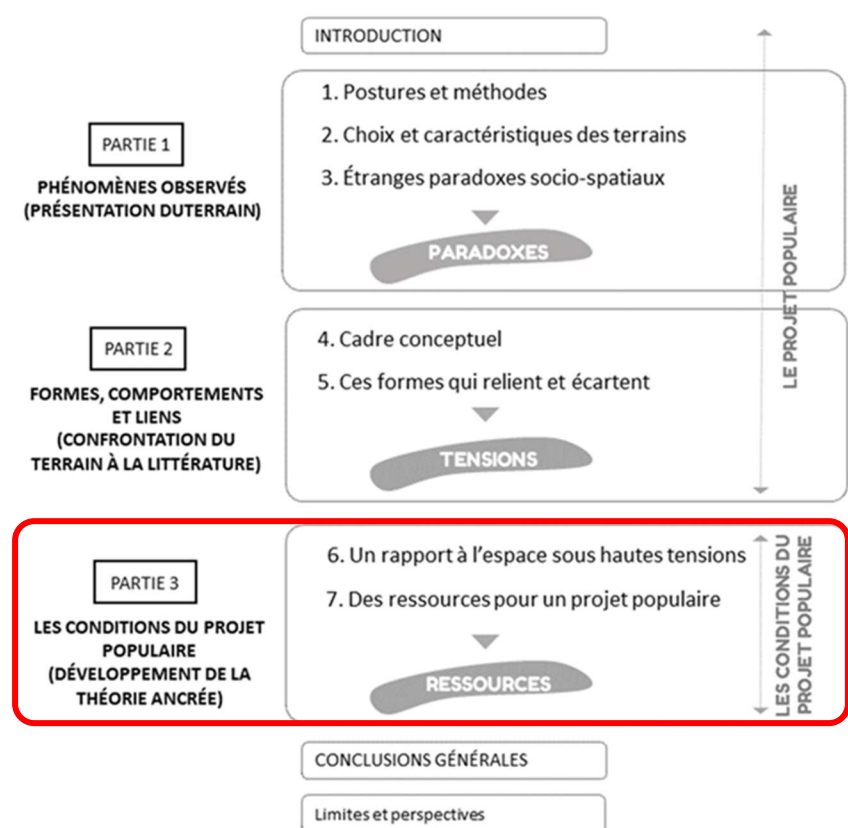 INTRODUCTION
PARTIE 1
PHÉNOMÈNES OBSERVÉS
(PRÉSENTATION DUTERRAIN)
1. Postures et méthodes
2. Choix et caractéristiques des terrains
3. Étranges paradoxes socio-spatiaux
PARADOXES
LE PROJET POPULAIRE
PARTIE 2
FORMES, COMPORTEMENTS
ET LIENS
(CONFRONTATION DU
TERRAIN À LA LITTÉRATURE)
4. Cadre conceptuel
5. Ces formes qui relient et écartent
TENSIONS
PARTIE 3
LES CONDITIONS DU PROJET
POPULAIRE
(DÉVELOPPEMENT DE LA
THÉORIE ANCRÉE)
6. Un rapport à l'espace sous hautes tensions
7. Des ressources pour un projet populaire
RESSOURCES
LES CONDITIONS DU
PROJET POPULAIRE
CONCLUSIONS GÉNÉRALES
Limites et perspectives